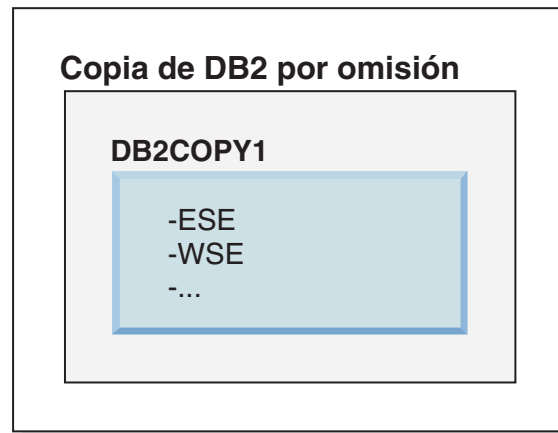 Copia de DB2 por omisión
DB2COPY1
-ESE
-WSE
-...